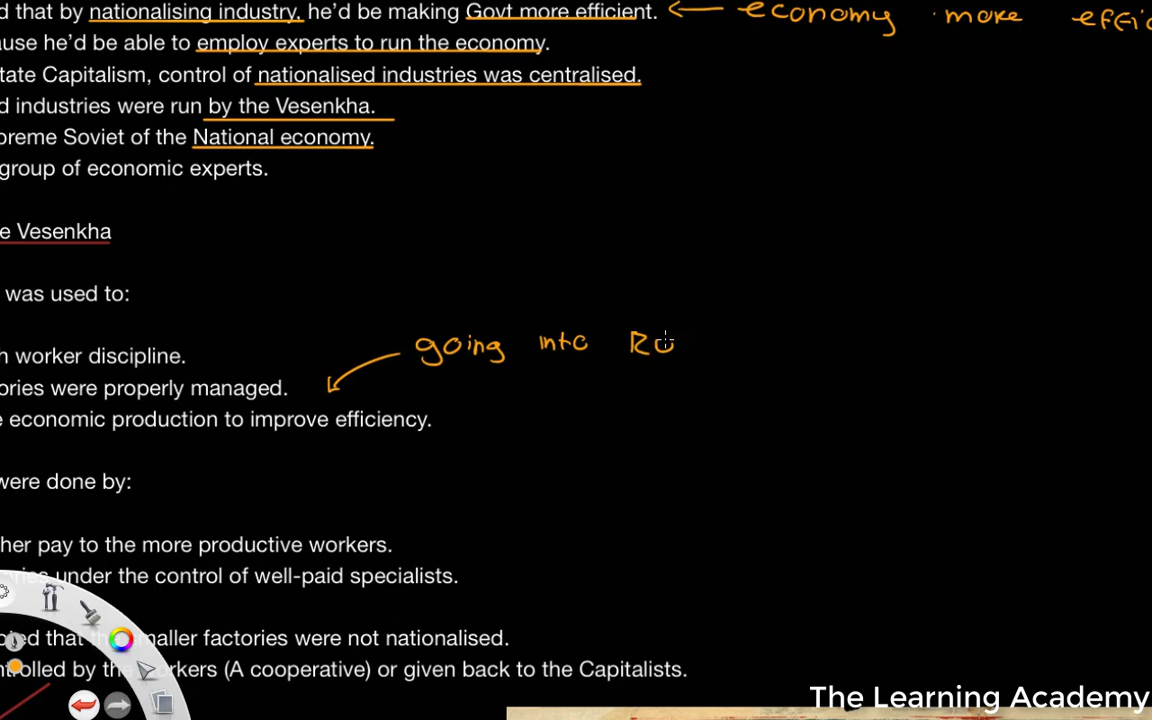 d that by nationalising industry, he'd be making Govt more efficient. economy more effic
ause he'd be able to employ experts to run the economy.
tate Capitalism, control of nationalised industries was centralised.
d industries were run by the Vesenkha.
preme Soviet of the National economy.
group of economic experts.
e Vesenkha
was used to:
h worker discipline.
going into Ro
ories were properly managed.
e economic production to improve efficiency.
were done by:
her pay to the more productive workers.
ries under the control of well-paid specialists.
that th maller factories were not nationalised.
trolled by the rkers (A cooperative) or given back to the Capitalists.
The Learning Academy